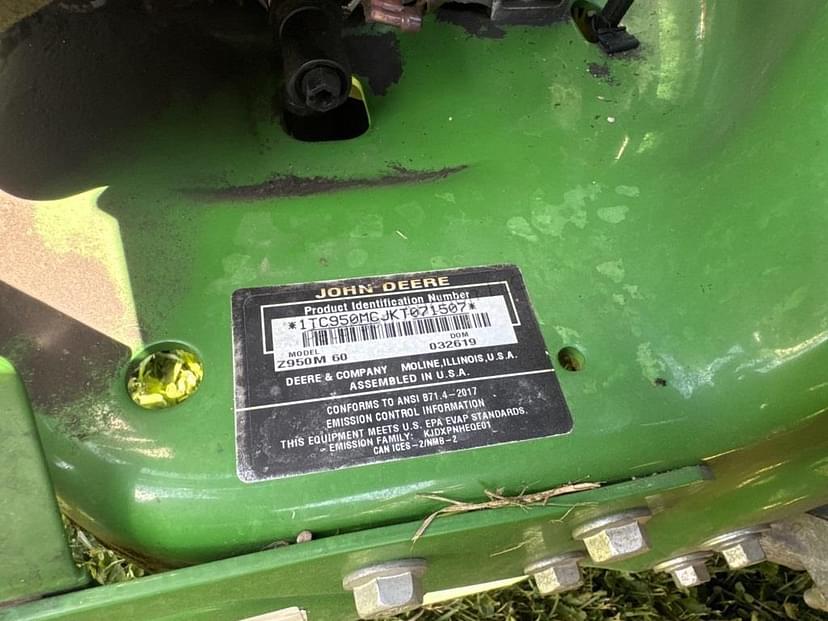 JOHN DEERE
Product Identification Number
*1TC950MCJKT071507*
MODEL DOM
Z950M 60 032619
DEERE & COMPANY MOLINE, ILLINOIS, U.S.A.
ASSEMBLED IN U.S.A.
CONFORMS TO ANSI B71.4-2017
EMISSION CONTROL INFORMATION
THIS EQUIPMENT MEETS U.S. EPA EVAP STANDARDS.
EMISSION FAMILY: KJDXPNHEQE01
CAN ICES-2/NMB-2